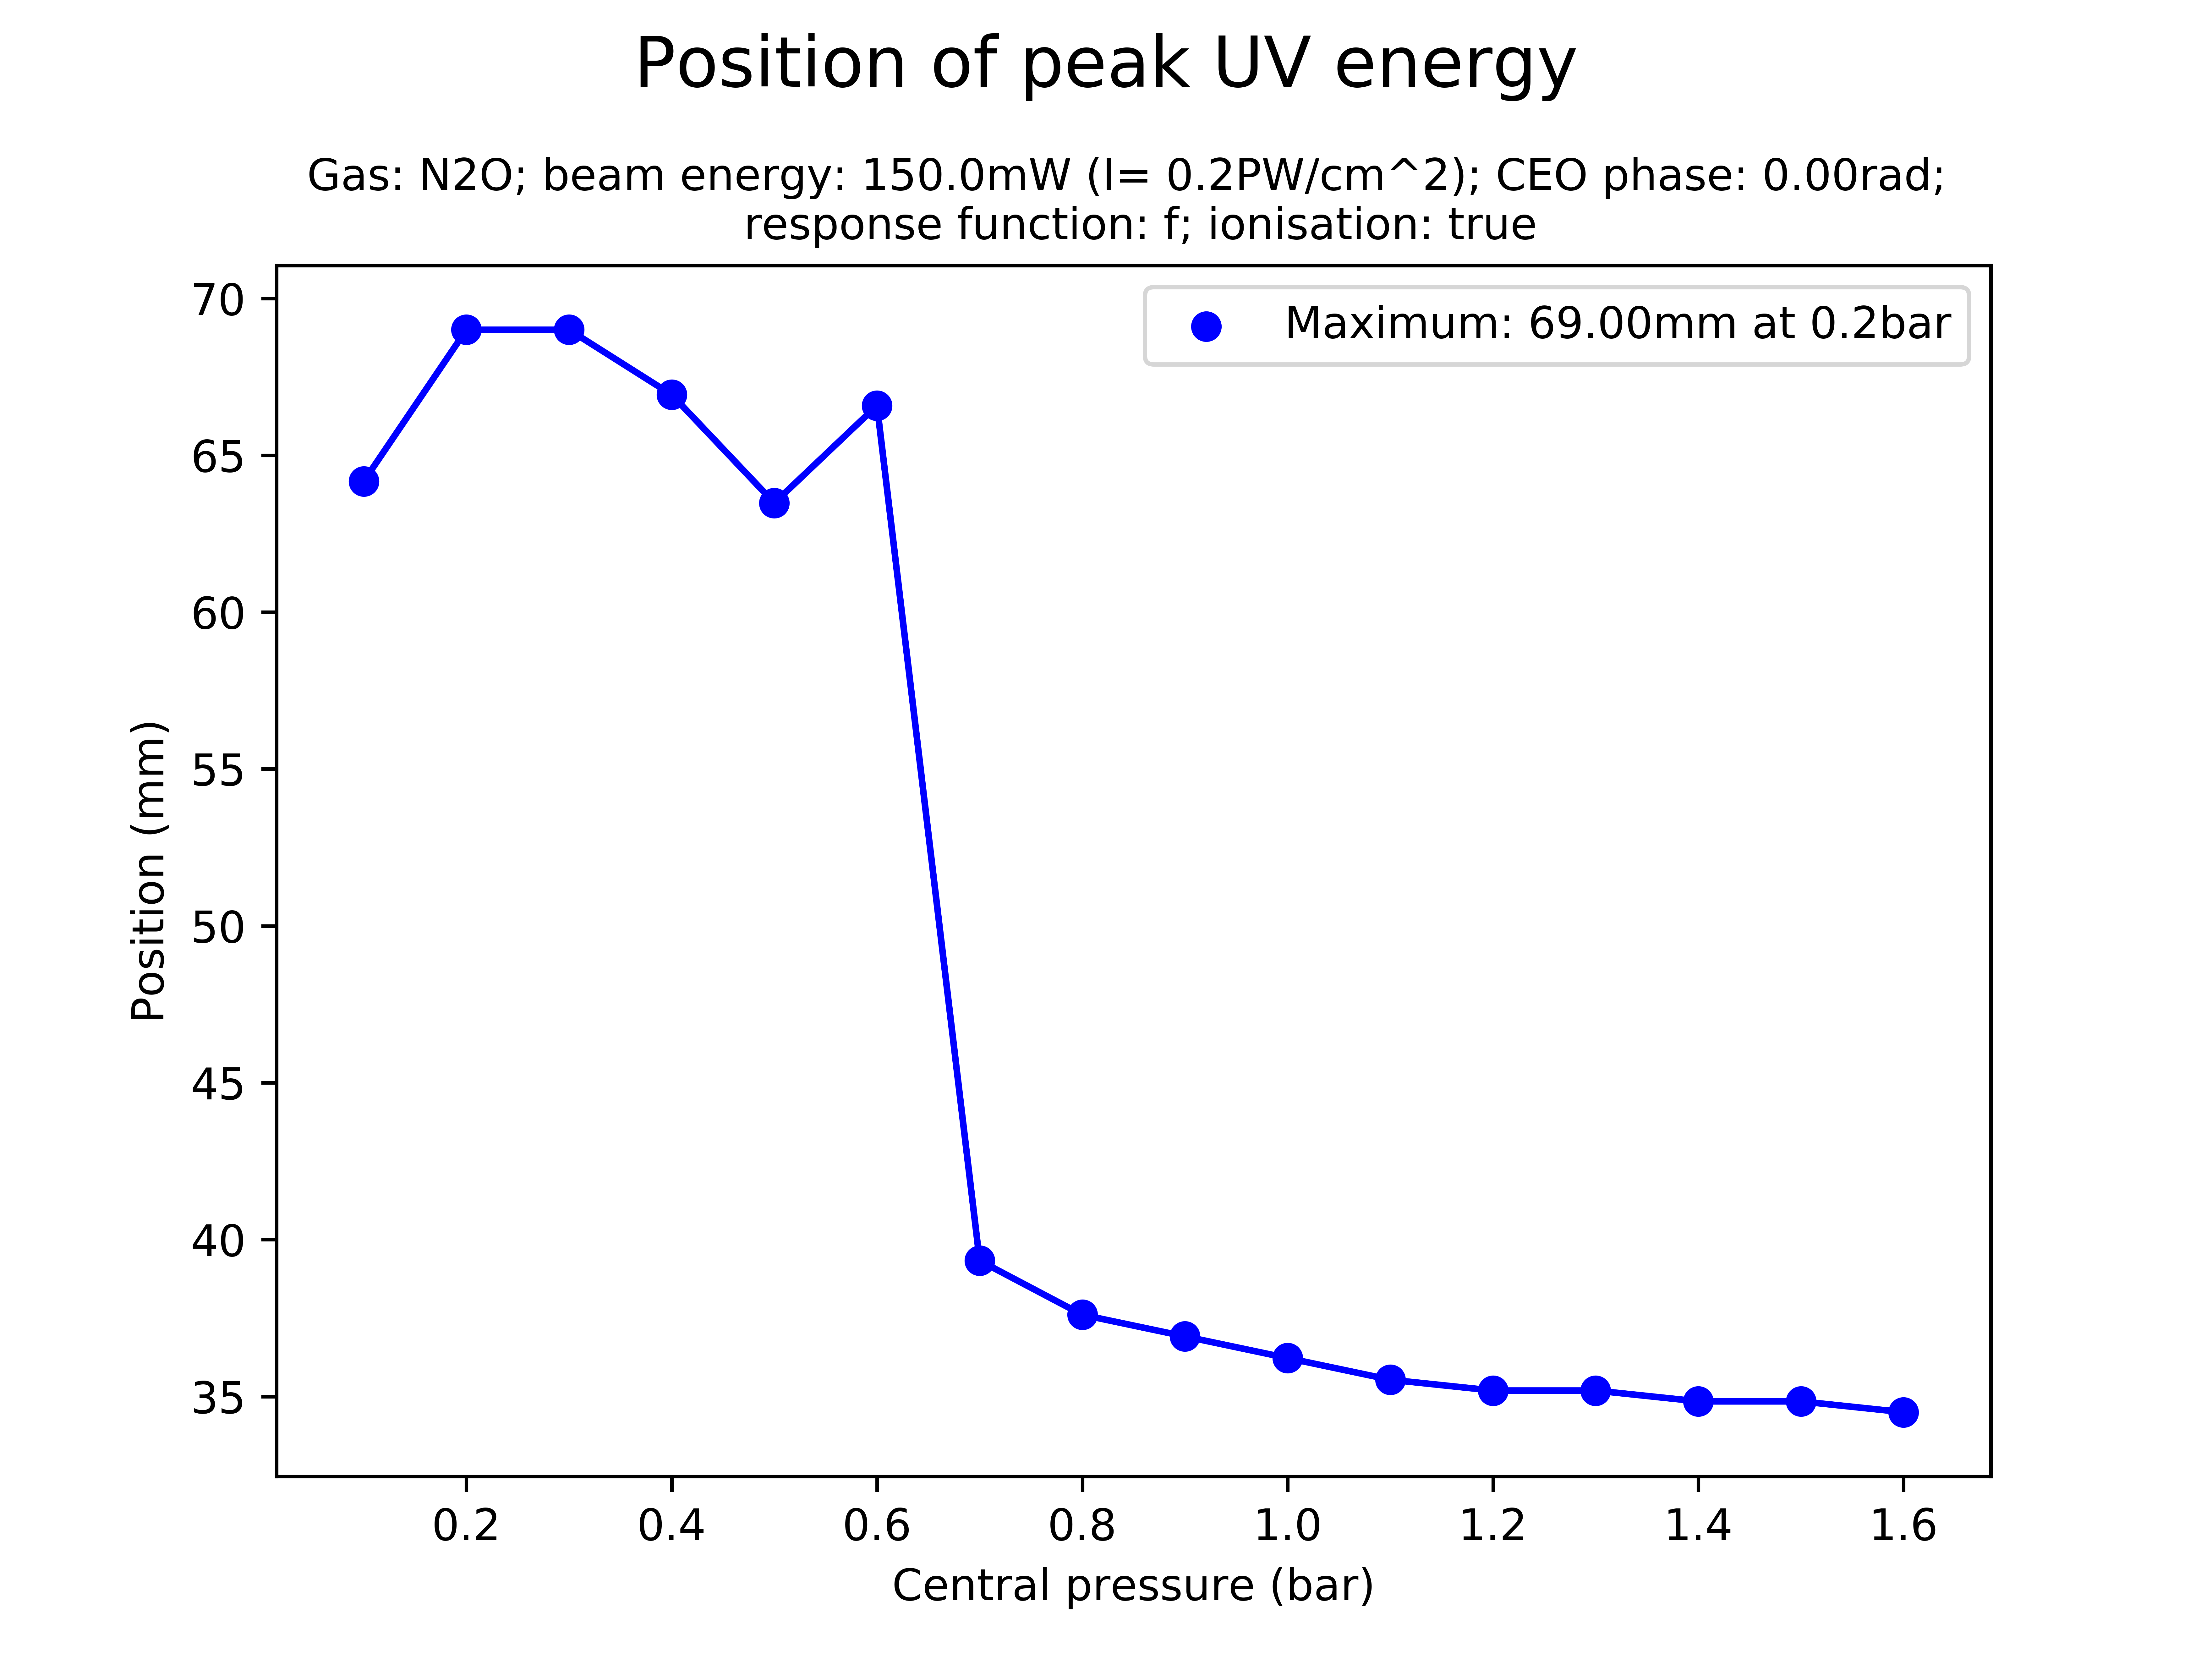 Position of peak UV energy
Gas: N2O; beam energy: 150.0mW (I= 0.2PW/cm^2); CEO phase: 0.00rad;
response function: f; ionisation: true
Maximum: 69.00mm at 0.2bar
70
65
60
55
50
45
40
35
Position (mm)
0.2 0.4 0.6 0.8 1.0 1.2 1.4 1.6
Central pressure (bar)